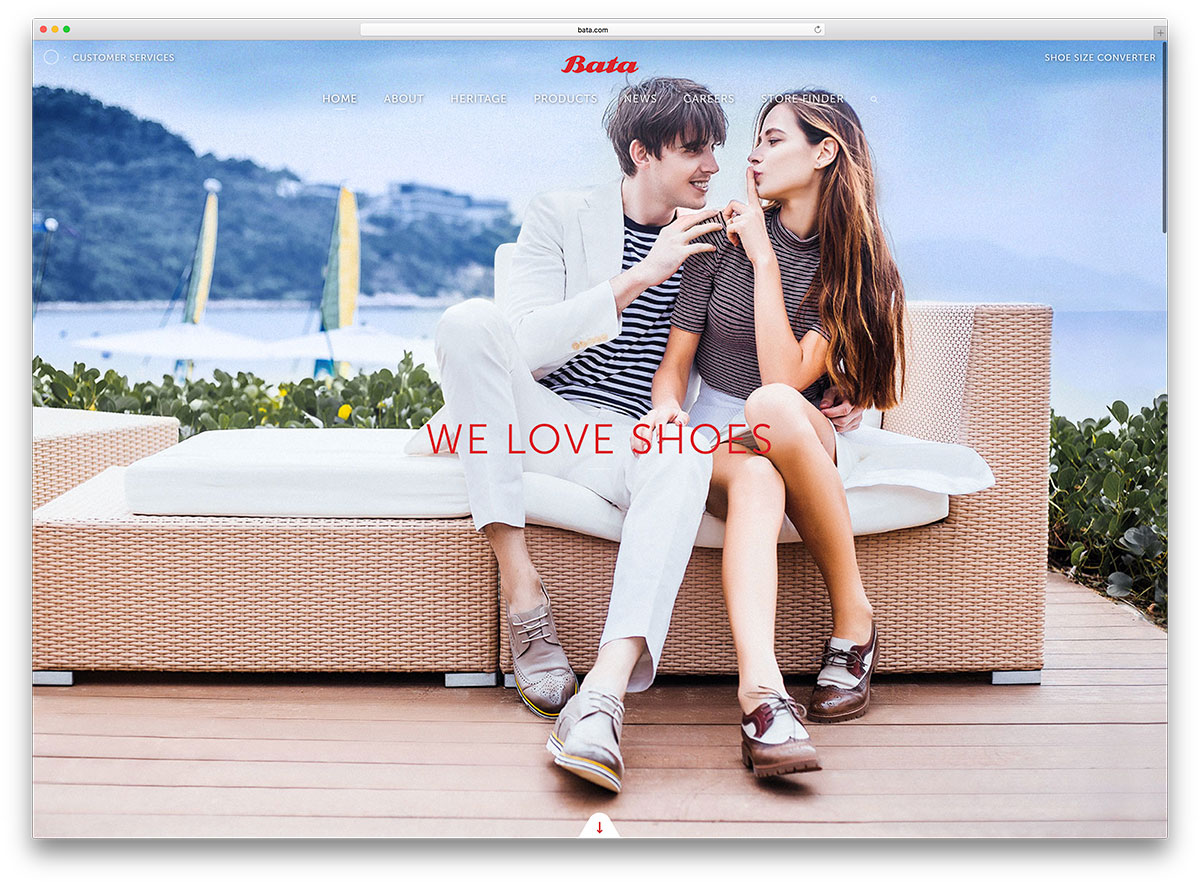 bata.com
CUSTOMER SERVICES
Bata
SHOE SIZE CONVERTER
HOME ABOUT HERITAGE PRODUCTS NEWS CAREERS STORE FINDER
WE LOVE SHOES